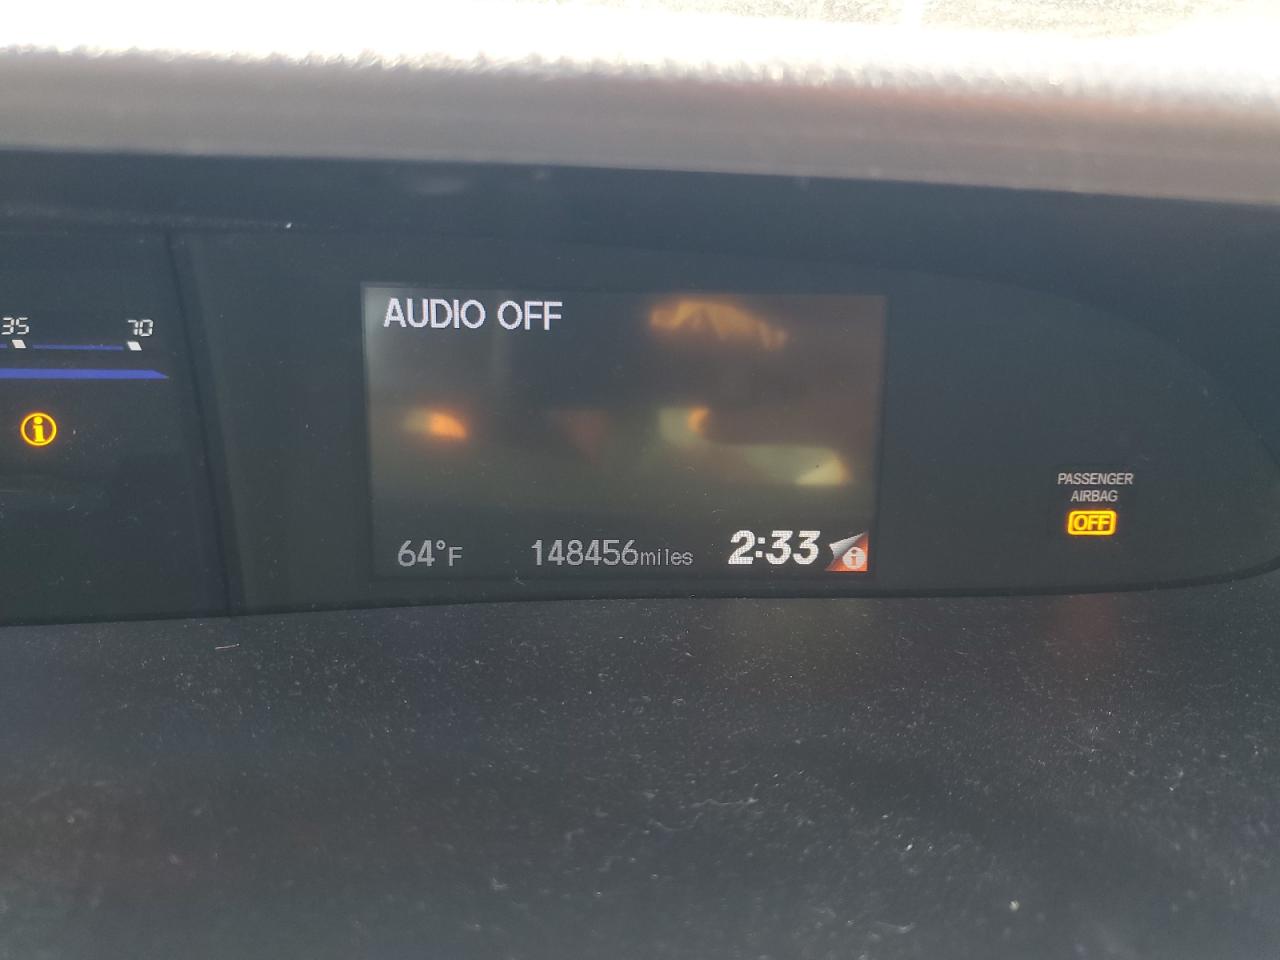 35 70
i
AUDIO OFF
64°F 148456miles 2:33 i
PASSENGER
AIRBAG
OFF